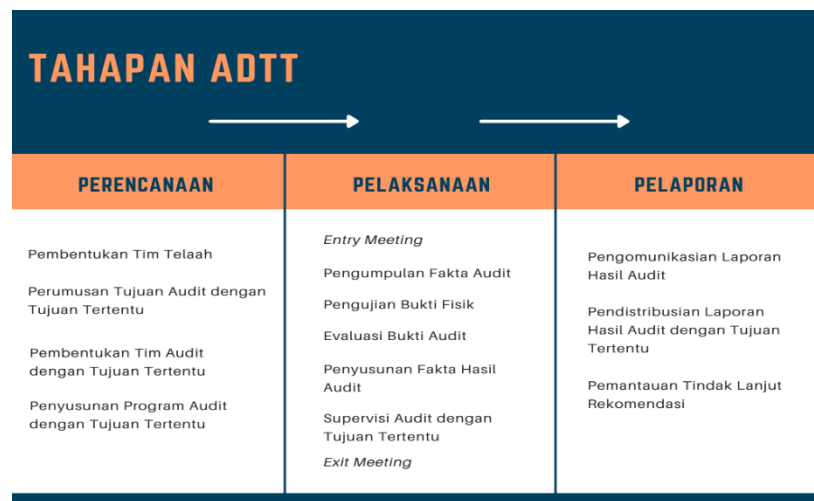 TAHAPAN ADTT
PERENCANAAN
Pembentukan Tim Telaah
Perumusan Tujuan Audit dengan
Tujuan Tertentu
Pembentukan Tim Audit
dengan Tujuan Tertentu
Penyusunan Program Audit
dengan Tujuan Tertentu
PELAKSANAAN
Entry Meeting
Pengumpulan Fakta Audit
Pengujian Bukti Fisik
Evaluasi Bukti Audit
Penyusunan Fakta Hasil
Audit
Supervisi Audit dengan
Tujuan Tertentu
Exit Meeting
PELAPORAN
Pengomunikasian Laporan
Hasil Audit
Pendistribusian Laporan
Hasil Audit dengan Tujuan
Tertentu
Pemantauan Tindak Lanjut
Rekomendasi